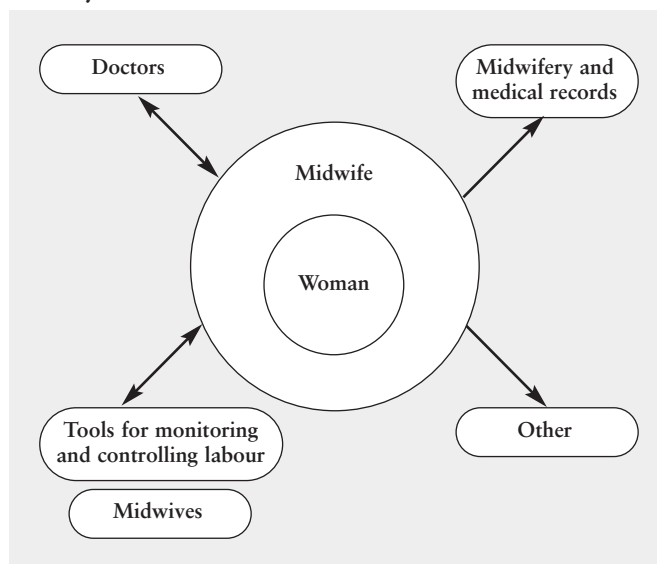 Doctors
Midwifery and
medical records
Midwife
Woman
Tools for monitoring
and controlling labour
Other
Midwives